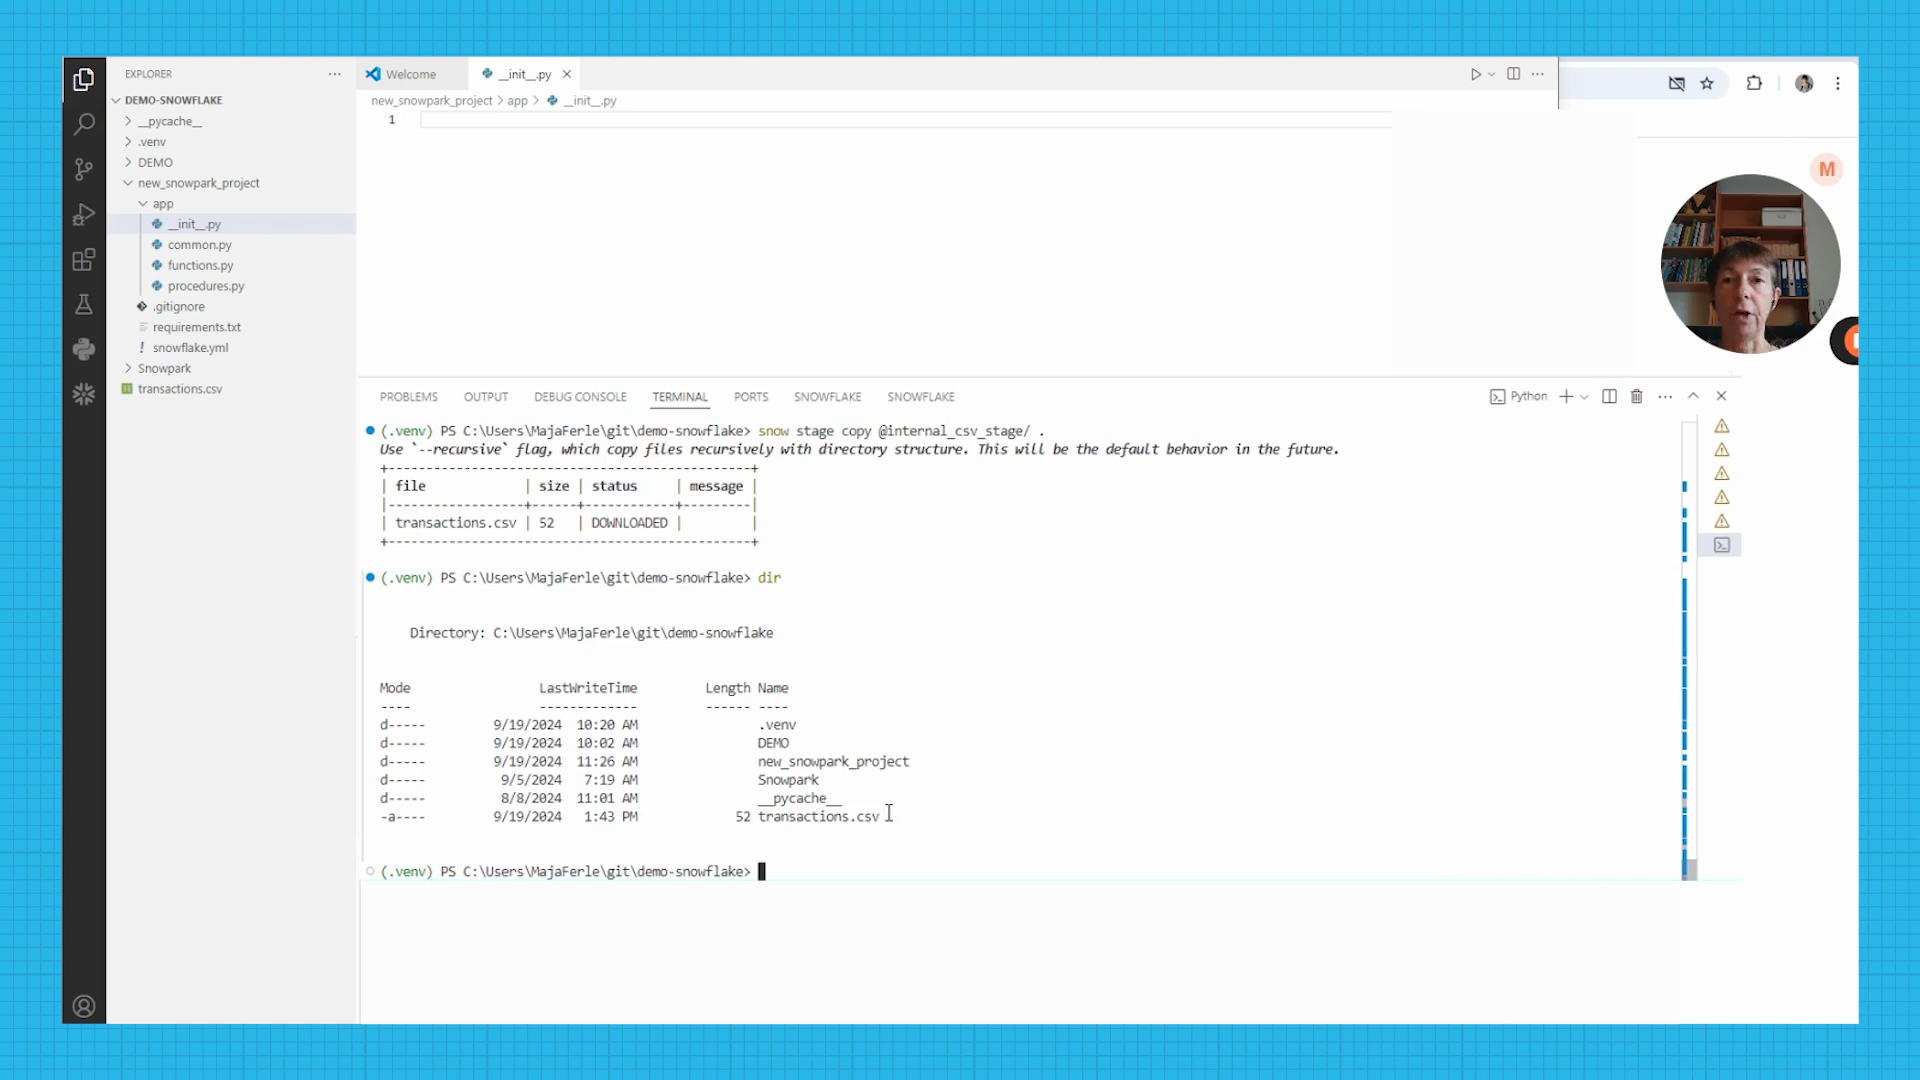 EXPLORER
DEMO-SNOWFLAKE
__pycache__
.venv
DEMO
new_snowpark_project
app
__init__.py
common.py
functions.py
procedures.py
.gitignore
requirements.txt
snowflake.yml
Snowpark
transactions.csv
Welcome
__init__.py
new_snowpark_project > app > __init__.py
1
M
PROBLEMS OUTPUT DEBUG CONSOLE TERMINAL PORTS SNOWFLAKE SNOWFLAKE
Python
(.venv) PS C:\Users\MajaFerle\git\demo-snowflake> snow stage copy @internal_csv_stage/ .
Use `--recursive` flag, which copy files recursively with directory structure. This will be the default behavior in the future.
+------------------------------------------------+
| file | size | status | message |
|------------------+------+------------+---------|
| transactions.csv | 52 | DOWNLOADED | |
+------------------------------------------------+
(.venv) PS C:\Users\MajaFerle\git\demo-snowflake> dir
Directory: C:\Users\MajaFerle\git\demo-snowflake
Mode LastWriteTime Length Name
---- ------------- ------ ----
d----- 9/19/2024 10:20 AM .venv
d----- 9/19/2024 10:02 AM DEMO
d----- 9/19/2024 11:26 AM new_snowpark_project
d----- 9/5/2024 7:19 AM Snowpark
d----- 8/8/2024 11:01 AM __pycache__
-a---- 9/19/2024 1:43 PM 52 transactions.csv
(.venv) PS C:\Users\MajaFerle\git\demo-snowflake>